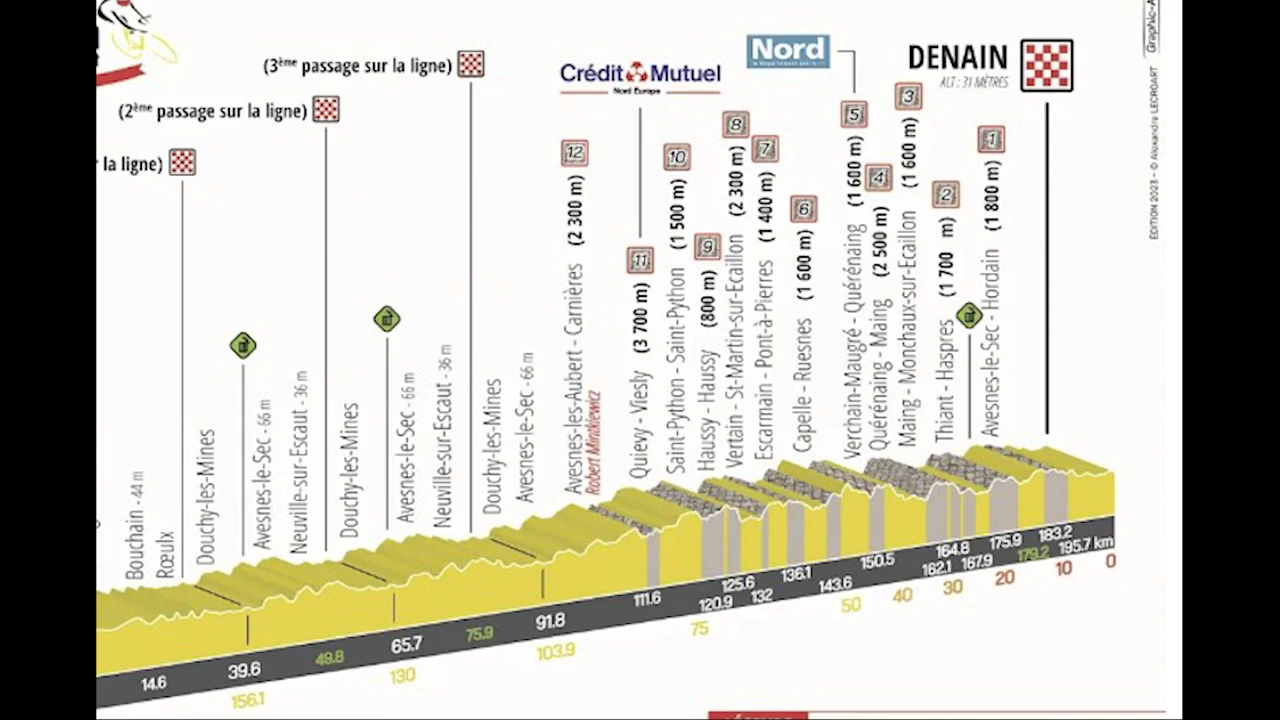 (3ème passage sur la ligne)
(2ème passage sur la ligne)
la ligne)
Crédit Mutuel
Nord Europe
Nord
DENAIN
ALT : 31 MÈTRES
Graphic-A
ÉDITION 2023 - © Alexandre LECROART
Bouchain - 44 m
Rœulx
Douchy-les-Mines
Avesnes-le-Sec - 66 m
Neuville-sur-Escaut - 36 m
Douchy-les-Mines
Avesnes-le-Sec - 66 m
Neuville-sur-Escaut - 36 m
Douchy-les-Mines
Avesnes-le-Sec - 66 m
12
Avesnes-les-Aubert - Carnières (2 300 m)
Robert Mintkiewicz
11
Quievy - Viesly (3 700 m)
10
Saint-Python - Saint-Python (1 500 m)
9
Haussy - Haussy (800 m)
8
Vertain - St-Martin-sur-Ecaillon (2 300 m)
7
Escarmain - Pont-à-Pierres (1 400 m)
6
Capelle - Ruesnes (1 600 m)
5
Verchain-Maugré - Quérénaing (1 600 m)
4
Quérénaing - Maing (2 500 m)
3
Maing - Monchaux-sur-Ecaillon (1 600 m)
2
Thiant - Haspres (1 700 m)
1
Avesnes-le-Sec - Hordain (1 800 m)
14.6
39.6
49.8
65.7
75.9
91.8
111.6
120.9
125.6
132
136.1
143.6
150.5
162.1
164.8
167.9
175.9
179.2
183.2
195.7 km
156.1
130
103.9
75
50
40
30
20
10
0